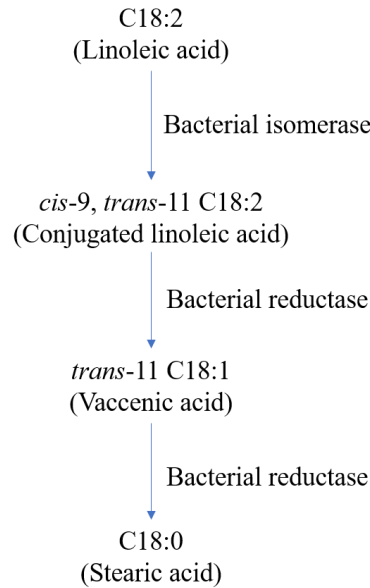 C18:2
(Linoleic acid)
Bacterial isomerase
cis-9, trans-11 C18:2
(Conjugated linoleic acid)
Bacterial reductase
trans-11 C18:1
(Vaccenic acid)
Bacterial reductase
C18:0
(Stearic acid)